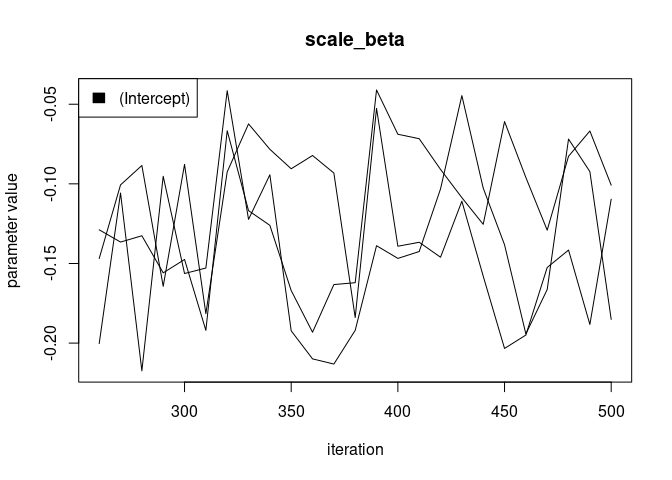 scale_beta
(Intercept)
parameter value
-0.05
-0.10
-0.15
-0.20
300 350 400 450 500
iteration